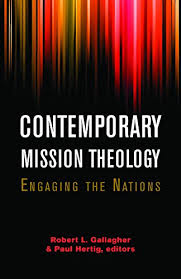 CONTEMPORARY
MISSION THEOLOGY
ENGAGING THE NATIONS
Robert L. Gallagher
& Paul Hertig, editors